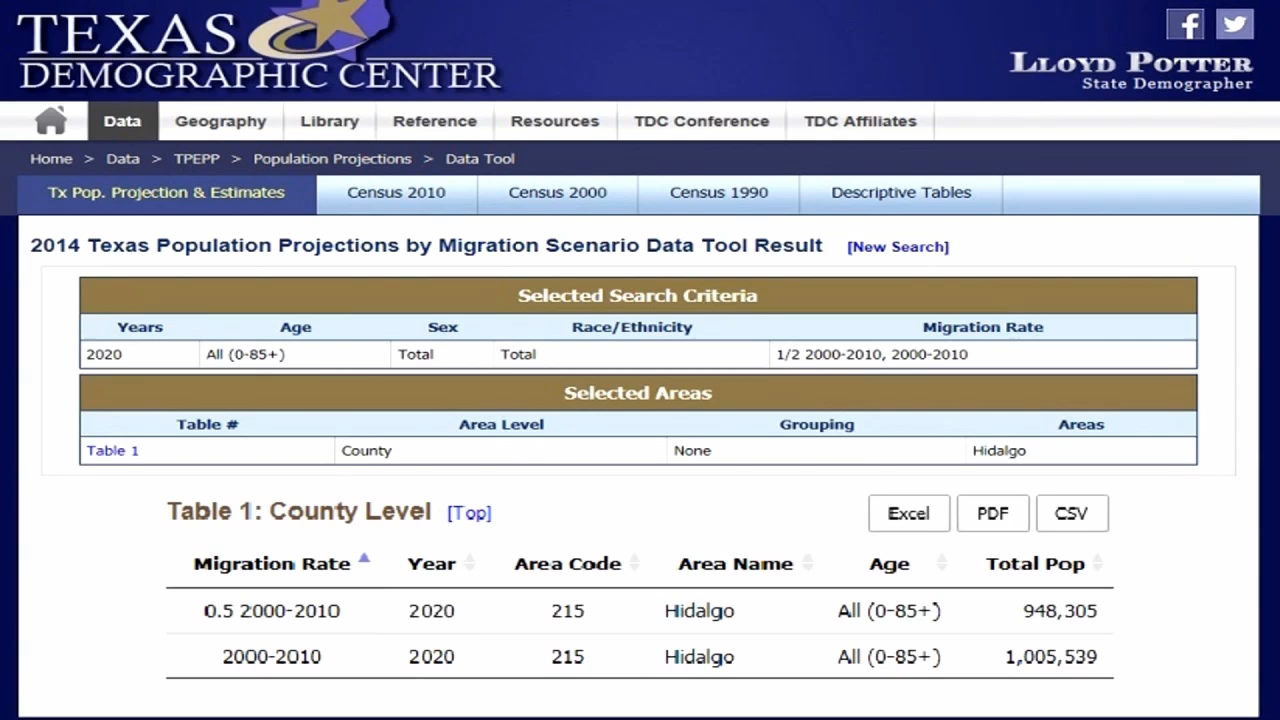 TEXAS
DEMOGRAPHIC CENTER
f
LLOYD POTTER
State Demographer
Data Geography Library Reference Resources TDC Conference TDC Affiliates
Home > Data > TPEPP > Population Projections > Data Tool
Tx Pop. Projection & Estimates Census 2010 Census 2000 Census 1990 Descriptive Tables
2014 Texas Population Projections by Migration Scenario Data Tool Result [New Search]
Selected Search Criteria
Years Age Sex Race/Ethnicity Migration Rate
2020 All (0-85+) Total Total 1/2 2000-2010, 2000-2010
Selected Areas
Table # Area Level Grouping Areas
Table 1 County None Hidalgo
Table 1: County Level [Top] Excel PDF CSV
Migration Rate Year Area Code Area Name Age Total Pop
0.5 2000-2010 2020 215 Hidalgo All (0-85+) 948,305
2000-2010 2020 215 Hidalgo All (0-85+) 1,005,539